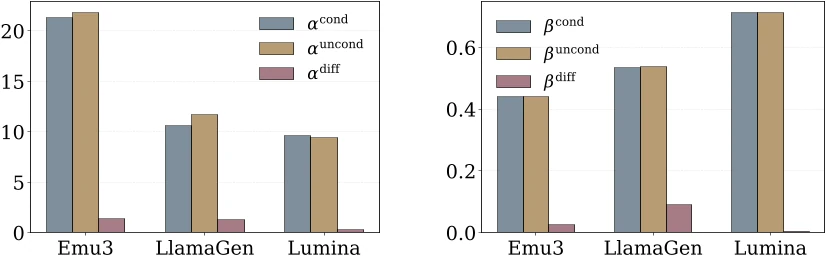 20
15
10
5
0
α^cond
α^uncond
α^diff
Emu3 LlamaGen Lumina
0.6
0.4
0.2
0.0
β^cond
β^uncond
β^diff
Emu3 LlamaGen Lumina